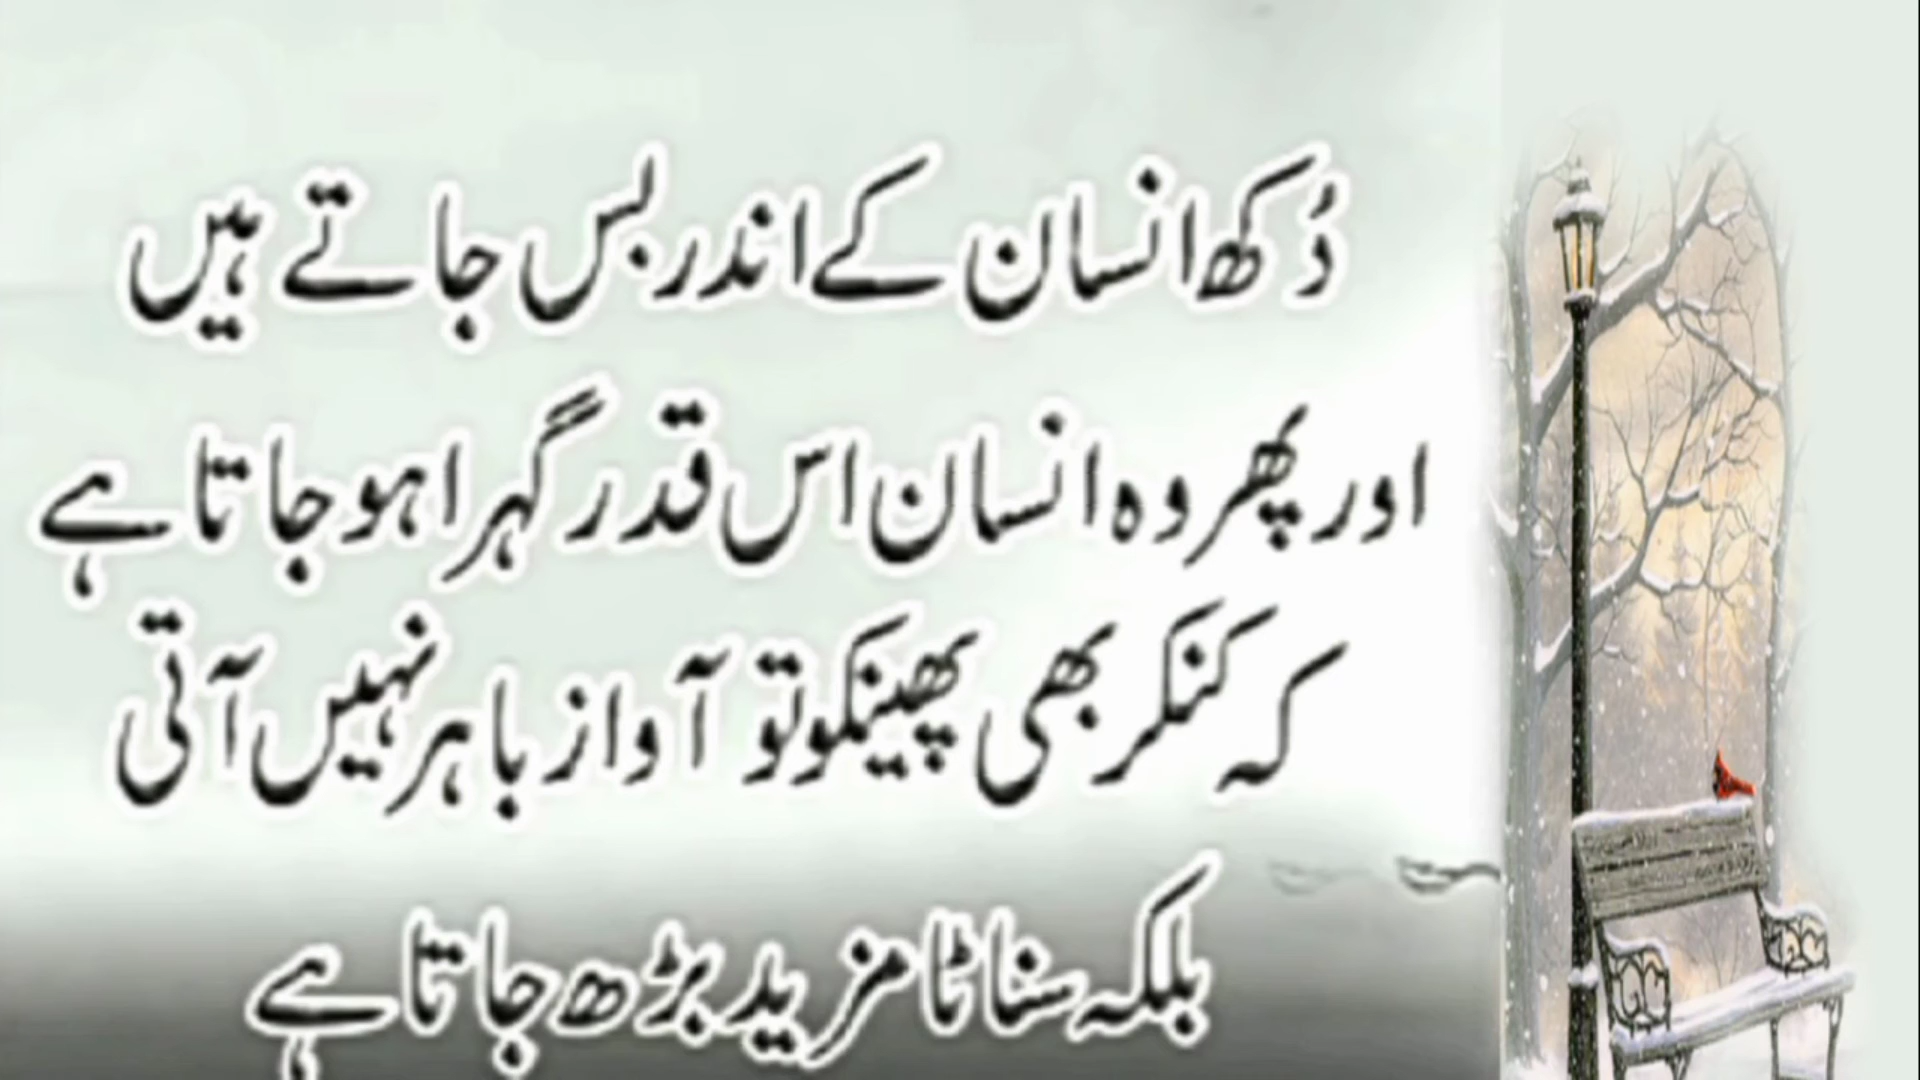 دُکھ انسان کے اندر بس جاتے ہیں
اور پھر وہ انسان اس قدر گہرا ہو جاتا ہے
کہ کنکر بھی پھینکو تو آواز باہر نہیں آتی
بلکہ سناٹا مزید بڑھ جاتا ہے